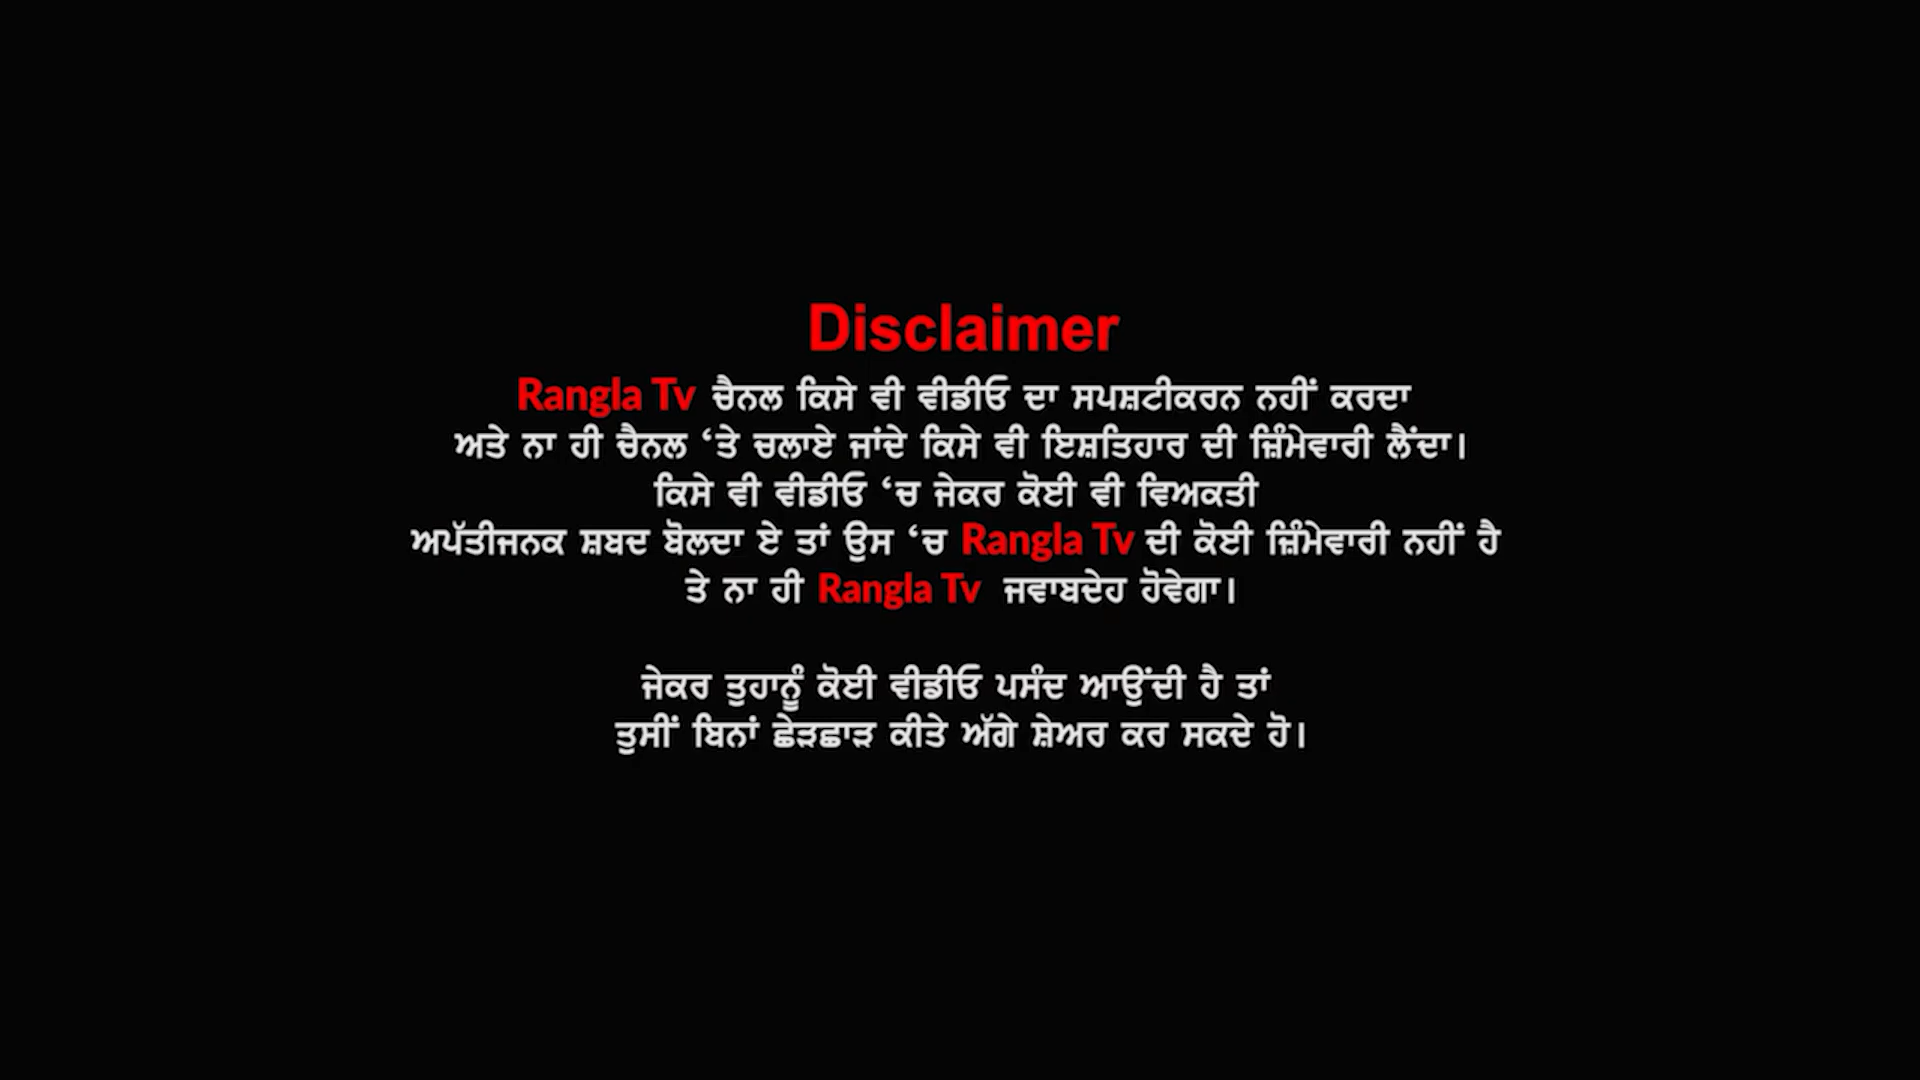 Disclaimer
Rangla Tv ਚੈਨਲ ਕਿਸੇ ਵੀ ਵੀਡੀਓ ਦਾ ਸਪਸ਼ਟੀਕਰਨ ਨਹੀਂ ਕਰਦਾ
ਅਤੇ ਨਾ ਹੀ ਚੈਨਲ ‘ਤੇ ਚਲਾਏ ਜਾਂਦੇ ਕਿਸੇ ਵੀ ਇਸ਼ਤਿਹਾਰ ਦੀ ਜ਼ਿੰਮੇਵਾਰੀ ਲੈਂਦਾ।
ਕਿਸੇ ਵੀ ਵੀਡੀਓ ‘ਚ ਜੇਕਰ ਕੋਈ ਵੀ ਵਿਅਕਤੀ
ਅਪੱਤੀਜਨਕ ਸ਼ਬਦ ਬੋਲਦਾ ਏ ਤਾਂ ਉਸ ‘ਚ Rangla Tv ਦੀ ਕੋਈ ਜ਼ਿੰਮੇਵਾਰੀ ਨਹੀਂ ਹੈ
ਤੇ ਨਾ ਹੀ Rangla Tv ਜਵਾਬਦੇਹ ਹੋਵੇਗਾ।
ਜੇਕਰ ਤੁਹਾਨੂੰ ਕੋਈ ਵੀਡੀਓ ਪਸੰਦ ਆਉਂਦੀ ਹੈ ਤਾਂ
ਤੁਸੀਂ ਬਿਨਾਂ ਛੇੜਛਾੜ ਕੀਤੇ ਅੱਗੇ ਸ਼ੇਅਰ ਕਰ ਸਕਦੇ ਹੋ।